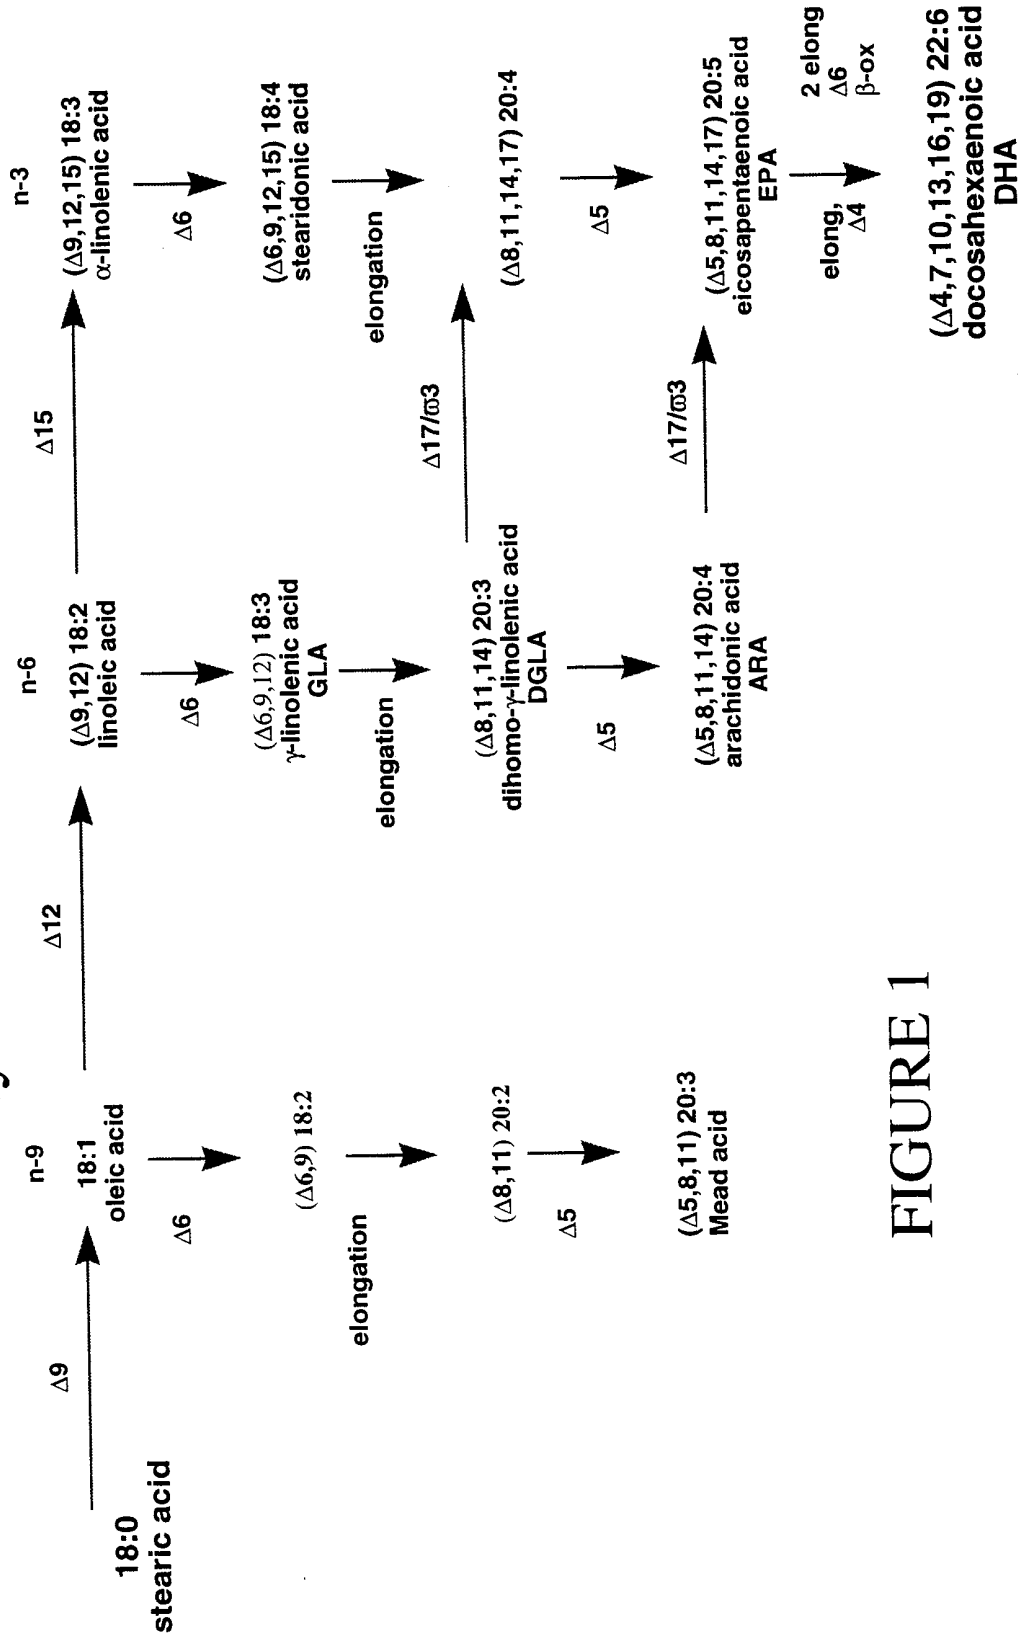 n-9
n-6
n-3
Δ9
Δ12
Δ15
18:0
stearic acid
18:1
oleic acid
(Δ9,12) 18:2
linoleic acid
(Δ9,12,15) 18:3
α-linolenic acid
Δ6
Δ6
Δ6
(Δ6,9) 18:2
(Δ6,9,12) 18:3
γ-linolenic acid
GLA
(Δ6,9,12,15) 18:4
stearidonic acid
elongation
elongation
elongation
Δ17/ϖ3
(Δ8,11) 20:2
(Δ8,11,14) 20:3
dihomo-γ-linolenic acid
DGLA
(Δ8,11,14,17) 20:4
Δ5
Δ5
Δ5
Δ17/ϖ3
(Δ5,8,11) 20:3
Mead acid
(Δ5,8,11,14) 20:4
arachidonic acid
ARA
(Δ5,8,11,14,17) 20:5
eicosapentaenoic acid
EPA
elong,
Δ4
2 elong
Δ6
β-ox
(Δ4,7,10,13,16,19) 22:6
docosahexaenoic acid
DHA
FIGURE 1